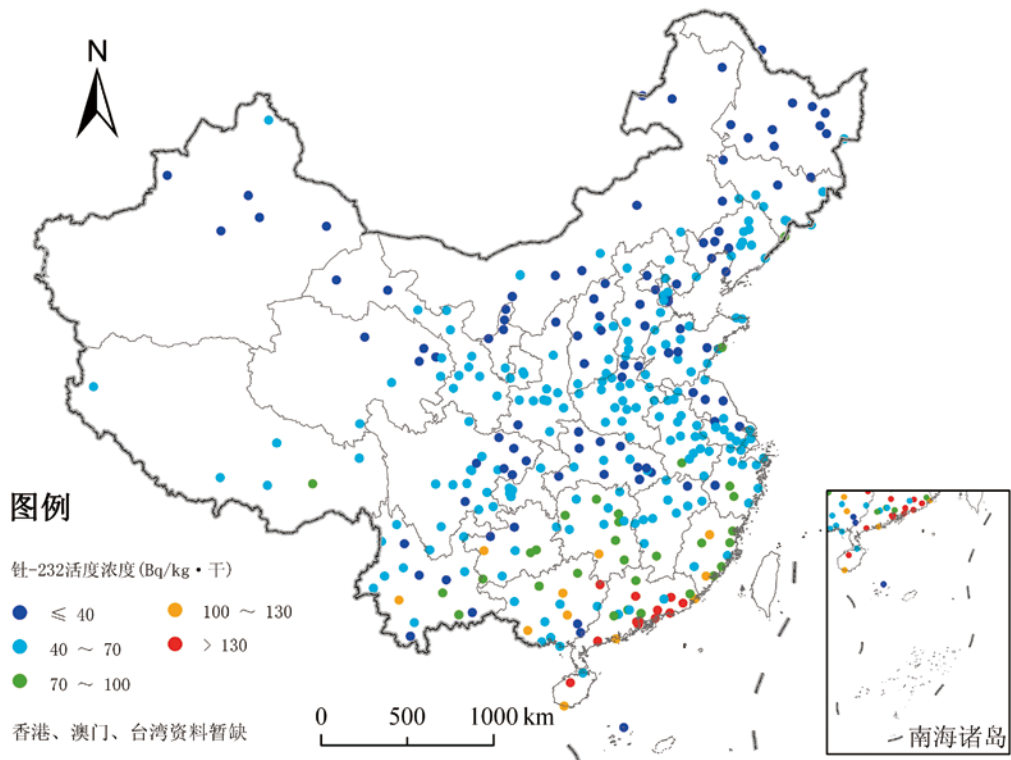 N
图例
钍-232活度浓度(Bq/kg·干)
≤ 40
100 ～ 130
40 ～ 70
> 130
70 ～ 100
香港、澳门、台湾资料暂缺
0 500 1000 km
南海诸岛